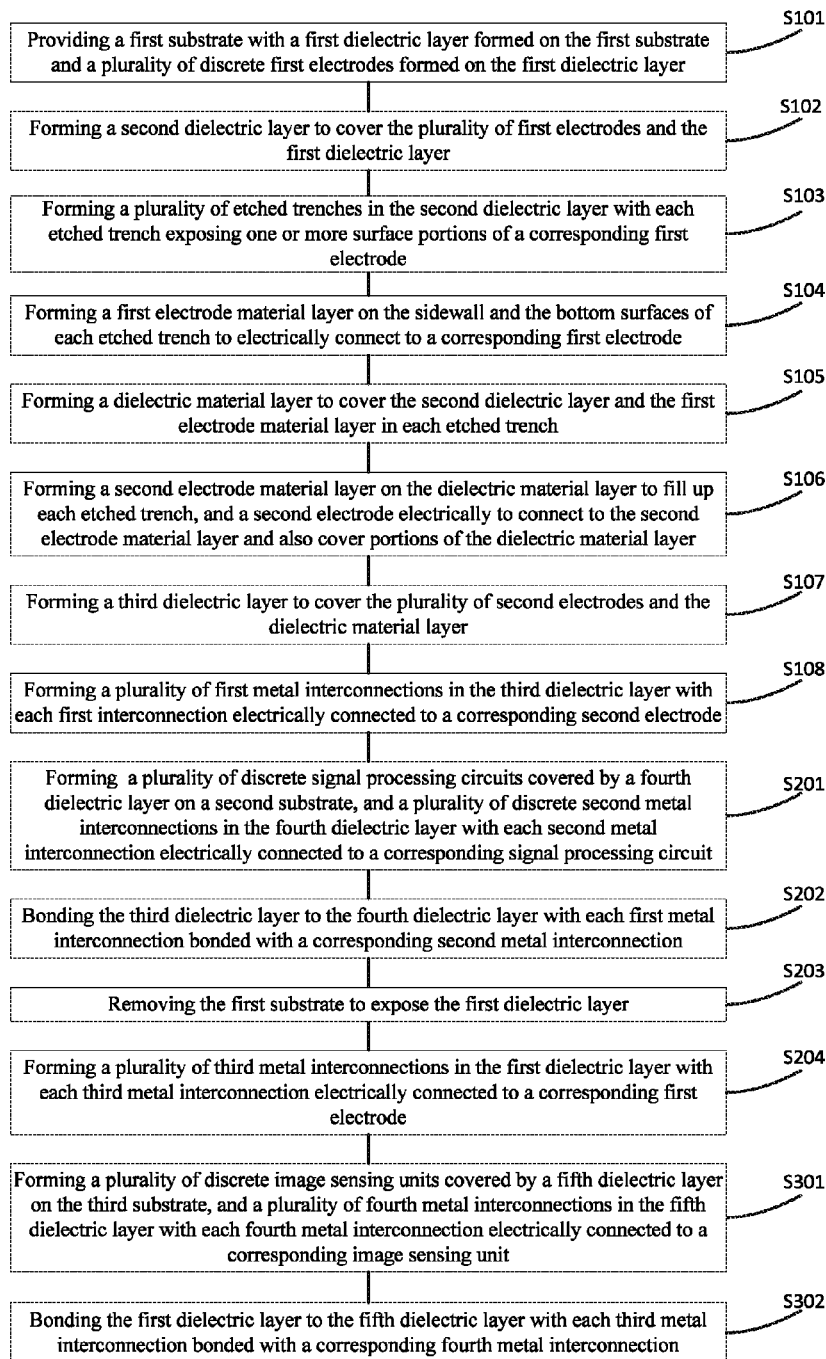 S101
Providing a first substrate with a first dielectric layer formed on the first substrate
and a plurality of discrete first electrodes formed on the first dielectric layer
S102
Forming a second dielectric layer to cover the plurality of first electrodes and the
first dielectric layer
S103
Forming a plurality of etched trenches in the second dielectric layer with each
etched trench exposing one or more surface portions of a corresponding first
electrode
S104
Forming a first electrode material layer on the sidewall and the bottom surfaces of
each etched trench to electrically connect to a corresponding first electrode
S105
Forming a dielectric material layer to cover the second dielectric layer and the first
electrode material layer in each etched trench
S106
Forming a second electrode material layer on the dielectric material layer to fill up
each etched trench, and a second electrode electrically to connect to the second
electrode material layer and also cover portions of the dielectric material layer
S107
Forming a third dielectric layer to cover the plurality of second electrodes and the
dielectric material layer
S108
Forming a plurality of first metal interconnections in the third dielectric layer with
each first interconnection electrically connected to a corresponding second electrode
S201
Forming a plurality of discrete signal processing circuits covered by a fourth
dielectric layer on a second substrate, and a plurality of discrete second metal
interconnections in the fourth dielectric layer with each second metal
interconnection electrically connected to a corresponding signal processing circuit
S202
Bonding the third dielectric layer to the fourth dielectric layer with each first metal
interconnection bonded with a corresponding second metal interconnection
S203
Removing the first substrate to expose the first dielectric layer
S204
Forming a plurality of third metal interconnections in the first dielectric layer with
each third metal interconnection electrically connected to a corresponding first
electrode
S301
Forming a plurality of discrete image sensing units covered by a fifth dielectric layer
on the third substrate, and a plurality of fourth metal interconnections in the fifth
dielectric layer with each fourth metal interconnection electrically connected to a
corresponding image sensing unit
S302
Bonding the first dielectric layer to the fifth dielectric layer with each third metal
interconnection bonded with a corresponding fourth metal interconnection